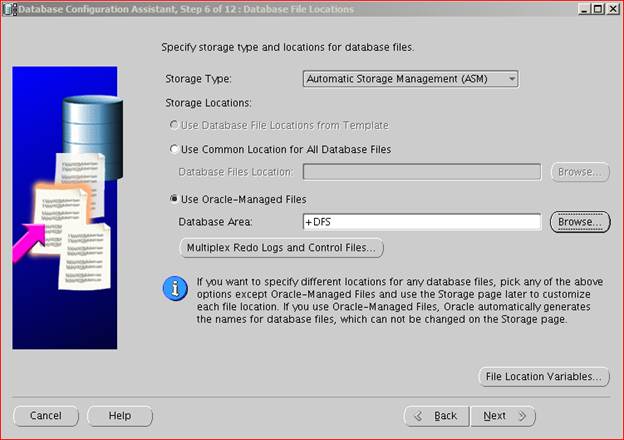 Database Configuration Assistant, Step 6 of 12 : Database File Locations
Specify storage type and locations for database files.
Storage Type: Automatic Storage Management (ASM)
Storage Locations:
Use Database File Locations from Template
Use Common Location for All Database Files
Database Files Location: Browse...
Use Oracle-Managed Files
Database Area: +DFS Browse...
Multiplex Redo Logs and Control Files...
If you want to specify different locations for any database files, pick any of the above
options except Oracle-Managed Files and use the Storage page later to customize
each file location. If you use Oracle-Managed Files, Oracle automatically generates
the names for database files, which can not be changed on the Storage page.
File Location Variables...
Cancel Help Back Next